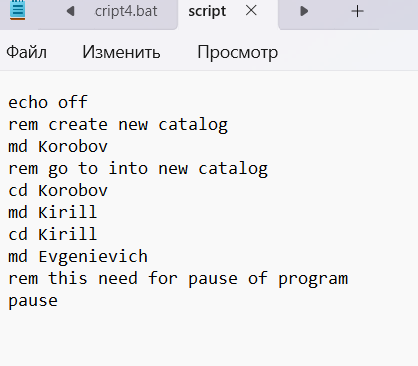 cript4.bat script
Файл Изменить Просмотр
echo off
rem create new catalog
md Korobov
rem go to into new catalog
cd Korobov
md Kirill
cd Kirill
md Evgenievich
rem this need for pause of program
pause